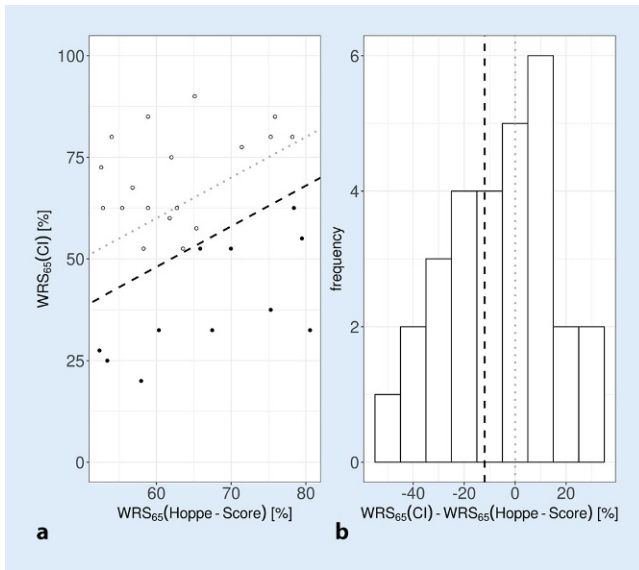 100
75
50
25
0
60 70 80
WRS65(CI) [%]
WRS65(Hoppe - Score) [%]
a
6
4
2
0
-40 -20 0 20
frequency
WRS65(CI) - WRS65(Hoppe - Score) [%]
b